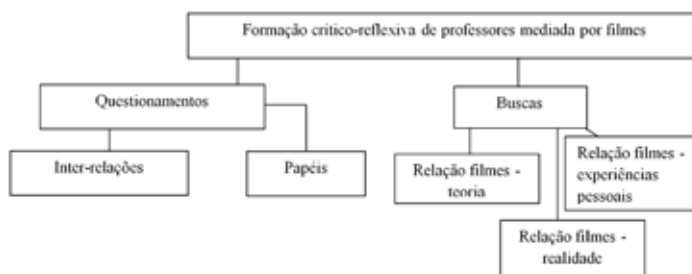 Formação critico-reflexiva de professores mediada por filmes
Questionamentos
Buscas
Inter-relações
Papéis
Relação filmes -
teoria
Relação filmes -
experiências
pessoais
Relação filmes -
realidade